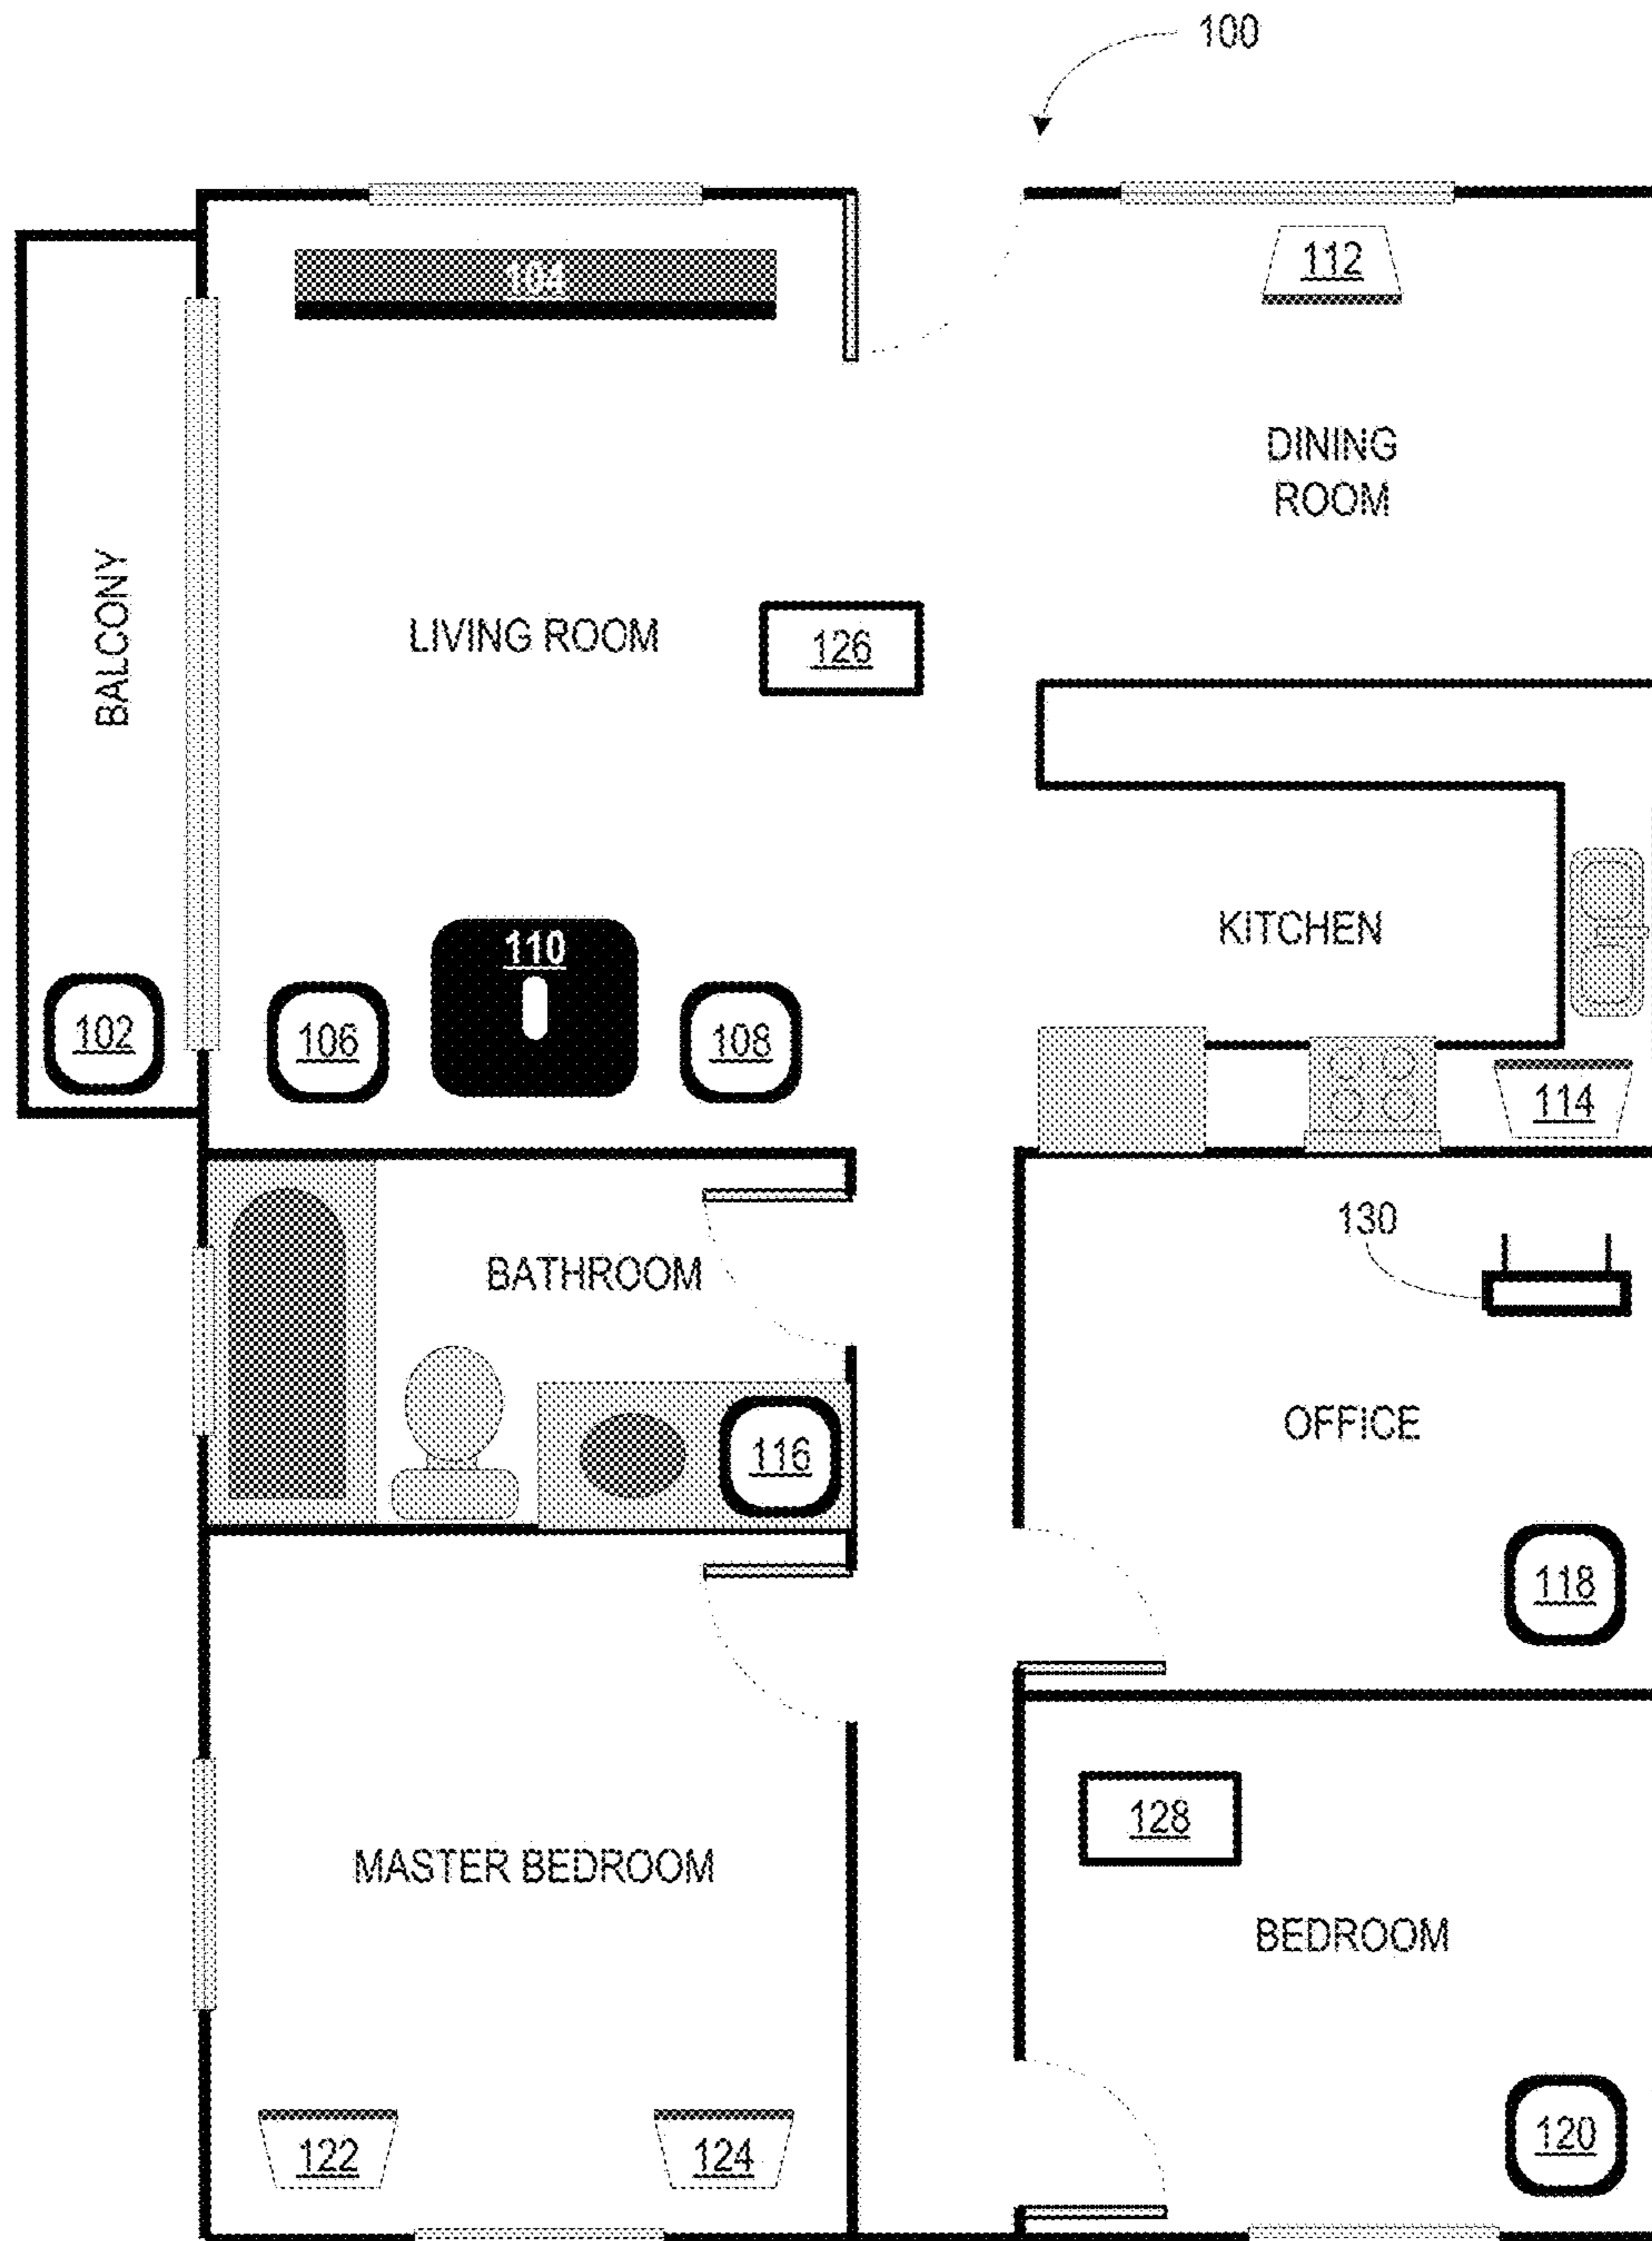 100
104
112
DINING
ROOM
BALCONY
LIVING ROOM
126
110
KITCHEN
102
106
108
114
130
BATHROOM
OFFICE
116
118
128
MASTER BEDROOM
BEDROOM
122
124
120